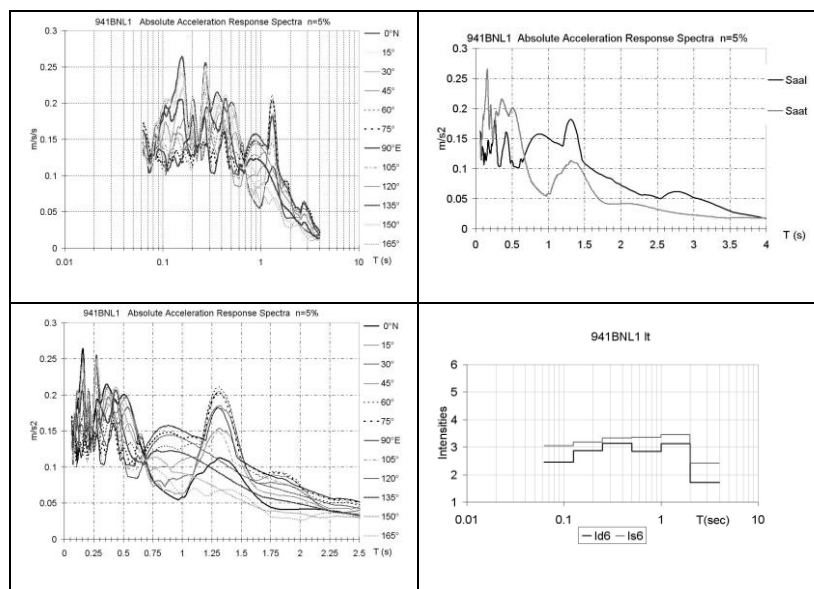 941BNL1 Absolute Acceleration Response Spectra n=5%
0.3
0.25
0.2
0.15
0.1
0.05
0
m/s/s
0.01
0.1
1
10
T (s)
0°N
15°
30°
45°
60°
75°
90°E
105°
120°
135°
150°
165°
941BNL1 Absolute Acceleration Response Spectra n=5%
0.3
0.25
0.2
0.15
0.1
0.05
0
m/s2
0 0.5 1 1.5 2 2.5 3 3.5 4
T (s)
Saal
Saat
941BNL1 Absolute Acceleration Response Spectra n=5%
0.3
0.25
0.2
0.15
0.1
0.05
0
m/s2
0 0.25 0.5 0.75 1 1.25 1.5 1.75 2 2.25 2.5
T (s)
0°N
15°
30°
45°
60°
75°
90°E
105°
120°
135°
150°
165°
941BNL1 It
6
5
4
3
2
1
Intensities
0.01 0.1 1 10
T(sec)
Id6 Is6